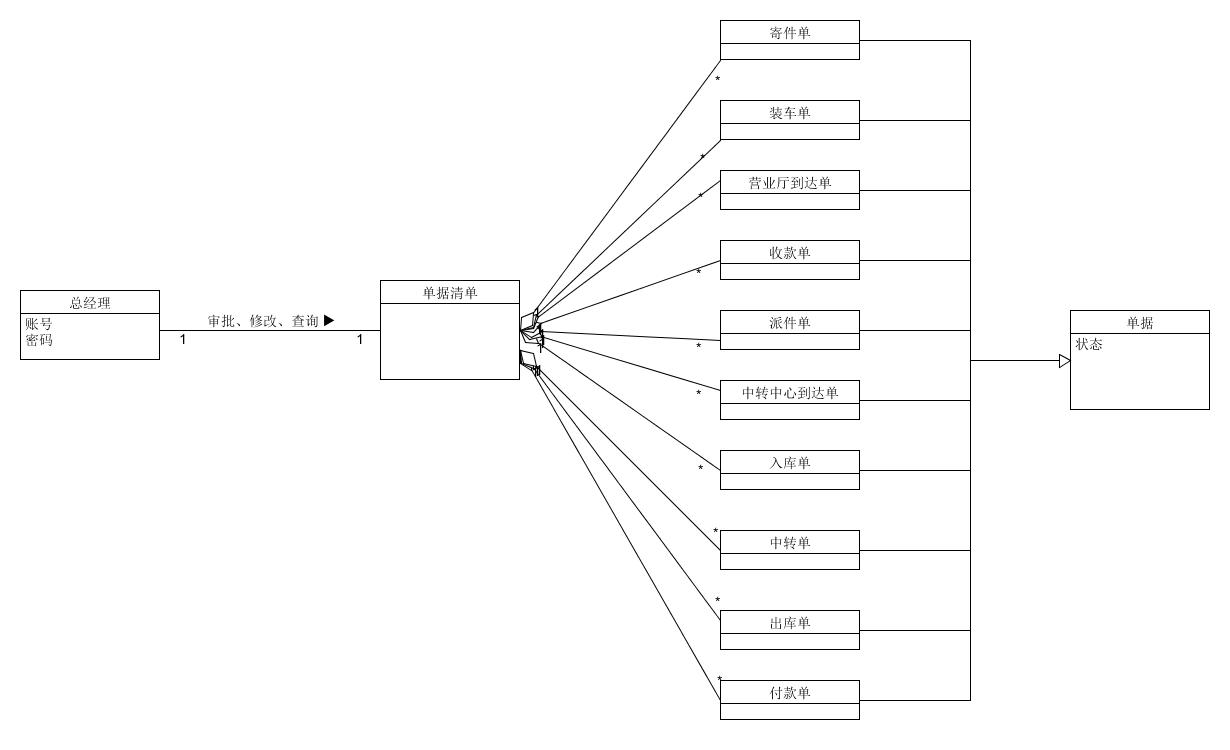 总经理
账号
密码
审批、修改、查询 ▶
1
1
单据清单
寄件单
*
装车单
*
营业厅到达单
*
收款单
*
派件单
*
中转中心到达单
*
入库单
*
中转单
*
出库单
*
付款单
*
单据
状态